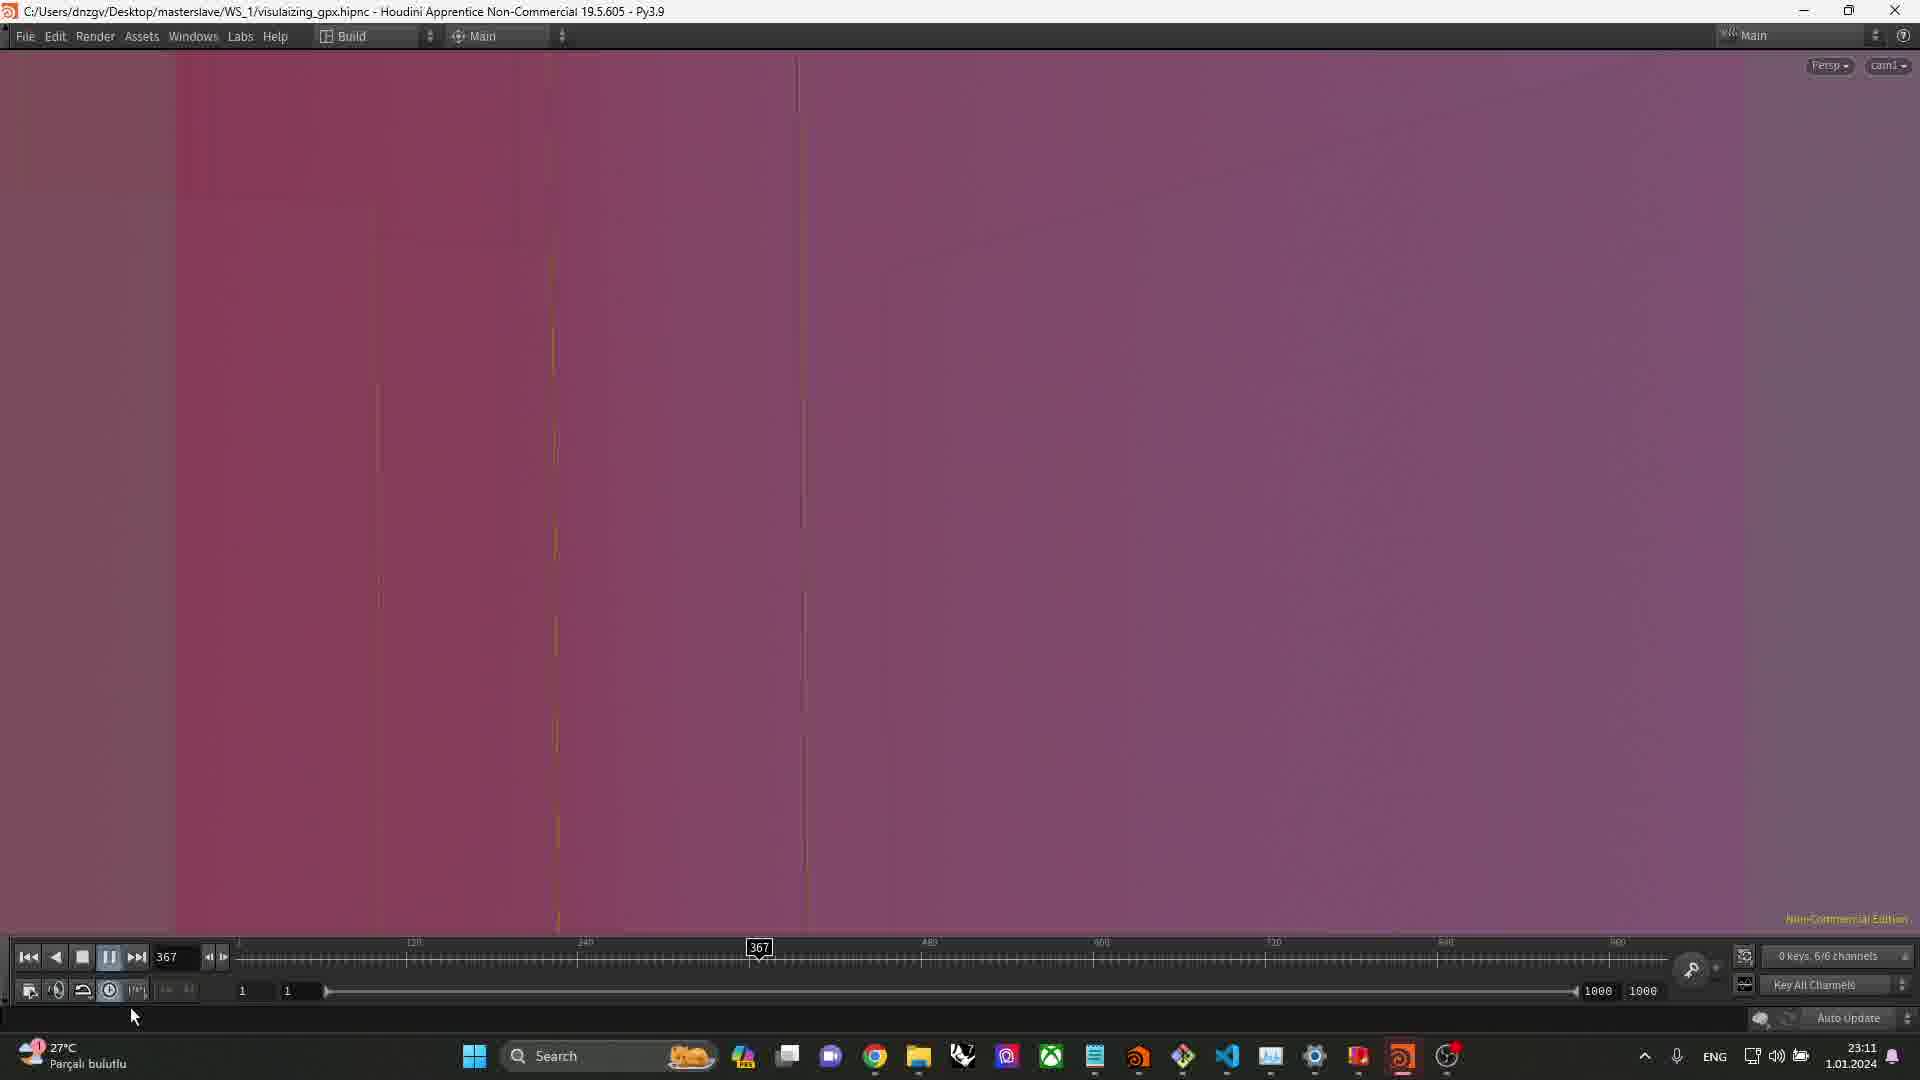 C:/Users/dnzgv/Desktop/masterslave/WS_1/visulaizing_gpx.hipnc - Houdini Apprentice Non-Commercial 19.5.605 - Py3.9
File Edit Render Assets Windows Labs Help Build Main Main
Persp cam1
Non-Commercial Edition
1 120 240 367 480 600 720 840 960
367
0 keys, 6/6 channels
1 1 1000 1000
Key All Channels
Auto Update
27°C
Parçalı bulutlu
Search
ENG
23:11
1.01.2024